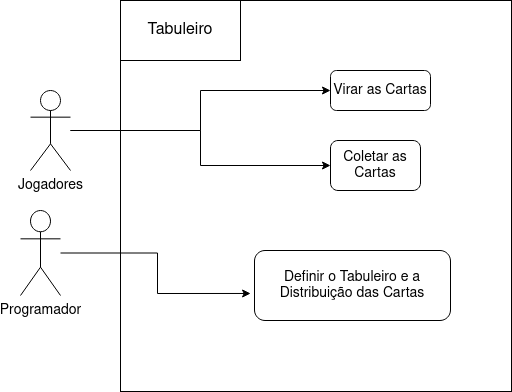 Tabuleiro
Virar as Cartas
Coletar as
Cartas
Jogadores
Definir o Tabuleiro e a
Distribuição das Cartas
Programador